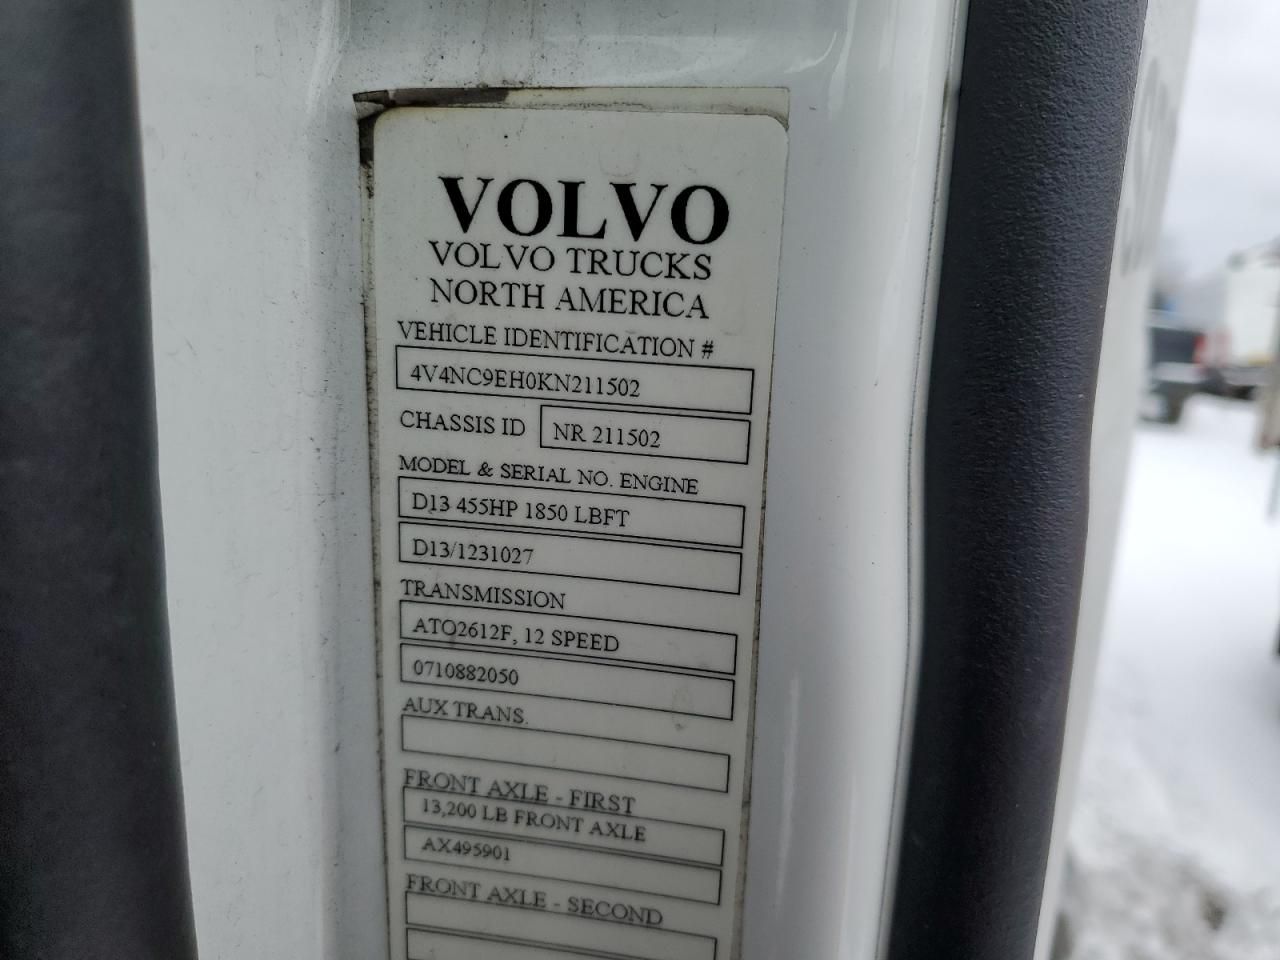 VOLVO
VOLVO TRUCKS
NORTH AMERICA
VEHICLE IDENTIFICATION #
4V4NC9EH0KN211502
CHASSIS ID NR 211502
MODEL & SERIAL NO. ENGINE
D13 455HP 1850 LBFT
D13/1231027
TRANSMISSION
ATO2612F, 12 SPEED
0710882050
AUX TRANS.
FRONT AXLE - FIRST
13,200 LB FRONT AXLE
AX495901
FRONT AXLE - SECOND